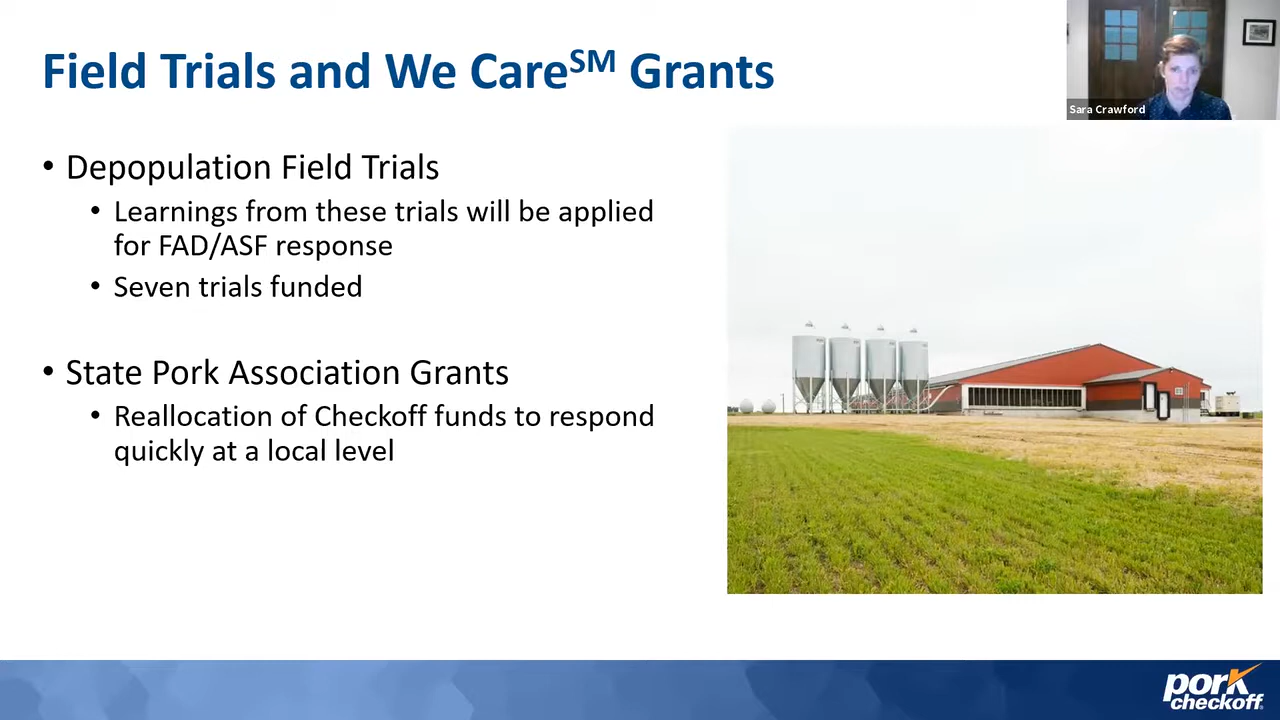 Field Trials and We CareSM Grants
Sara Crawford
• Depopulation Field Trials
• Learnings from these trials will be applied
for FAD/ASF response
• Seven trials funded
• State Pork Association Grants
• Reallocation of Checkoff funds to respond
quickly at a local level
pork
checkoff®